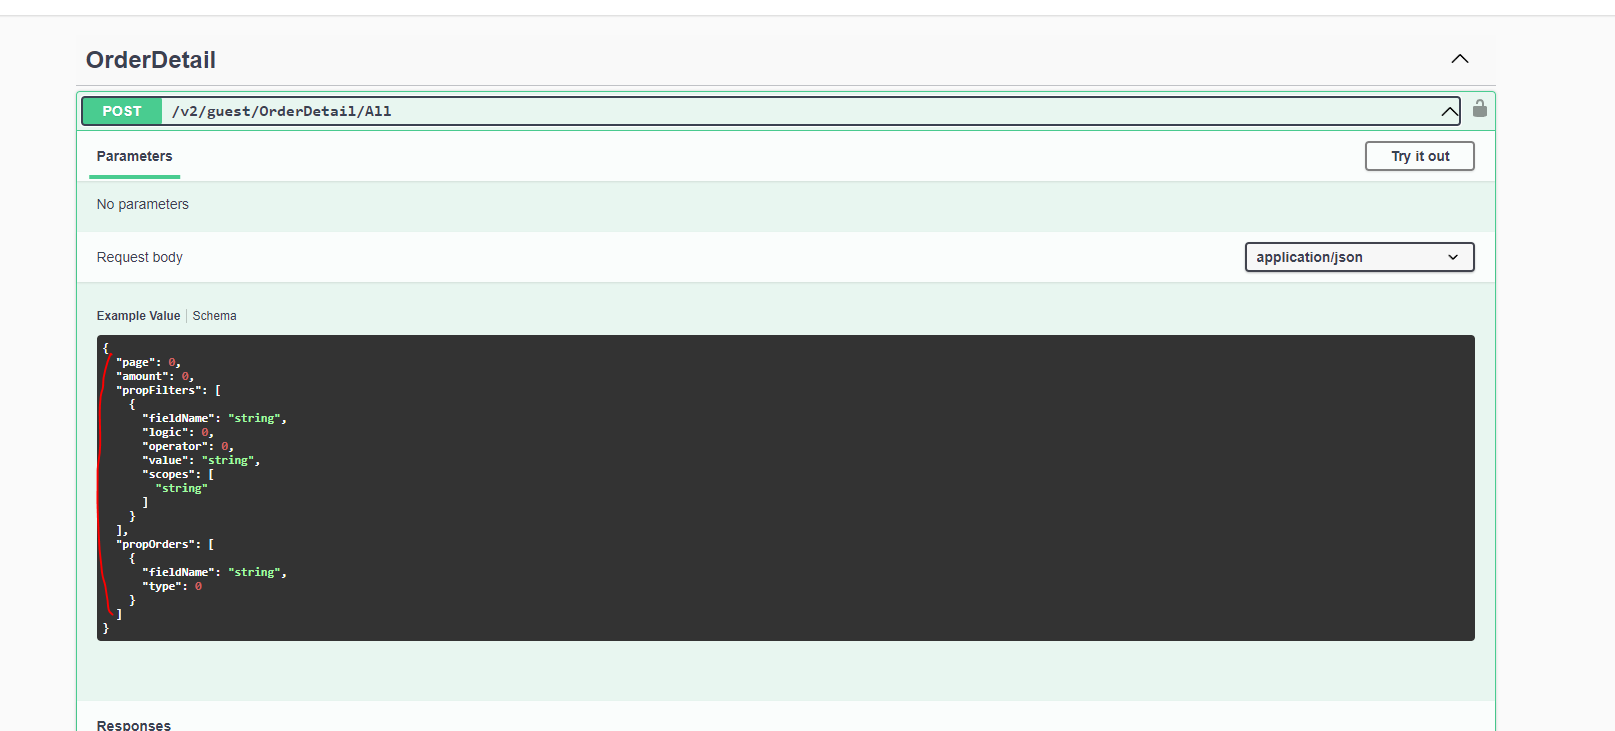 OrderDetail
POST /v2/guest/OrderDetail/All
Parameters
Try it out
No parameters
Request body
application/json
Example Value | Schema
{
  "page": 0,
  "amount": 0,
  "propFilters": [
    {
      "fieldName": "string",
      "logic": 0,
      "operator": 0,
      "value": "string",
      "scopes": [
        "string"
      ]
    }
  ],
  "propOrders": [
    {
      "fieldName": "string",
      "type": 0
    }
  ]
}
Responses